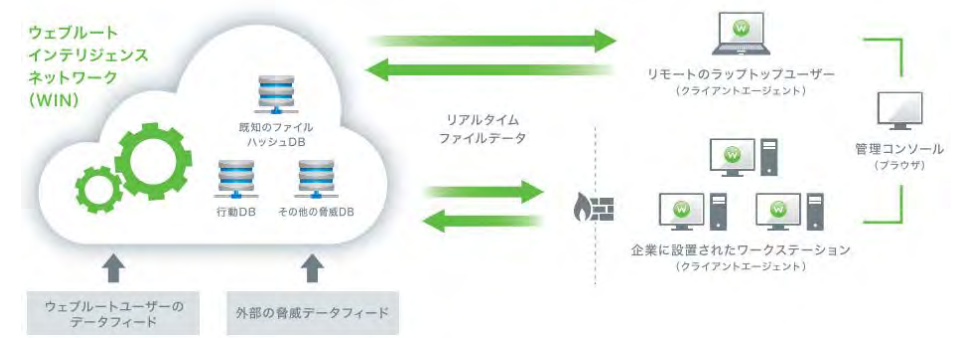 ウェブルート
インテリジェンス
ネットワーク
(WIN)
既知のファイル
ハッシュDB
行動DB
その他の脅威DB
ウェブルートユーザーの
データフィード
外部の脅威データフィード
リアルタイム
ファイルデータ
W
リモートのラップトップユーザー
(クライアントエージェント)
W
W
W
企業に設置されたワークステーション
(クライアントエージェント)
管理コンソール
(ブラウザ)